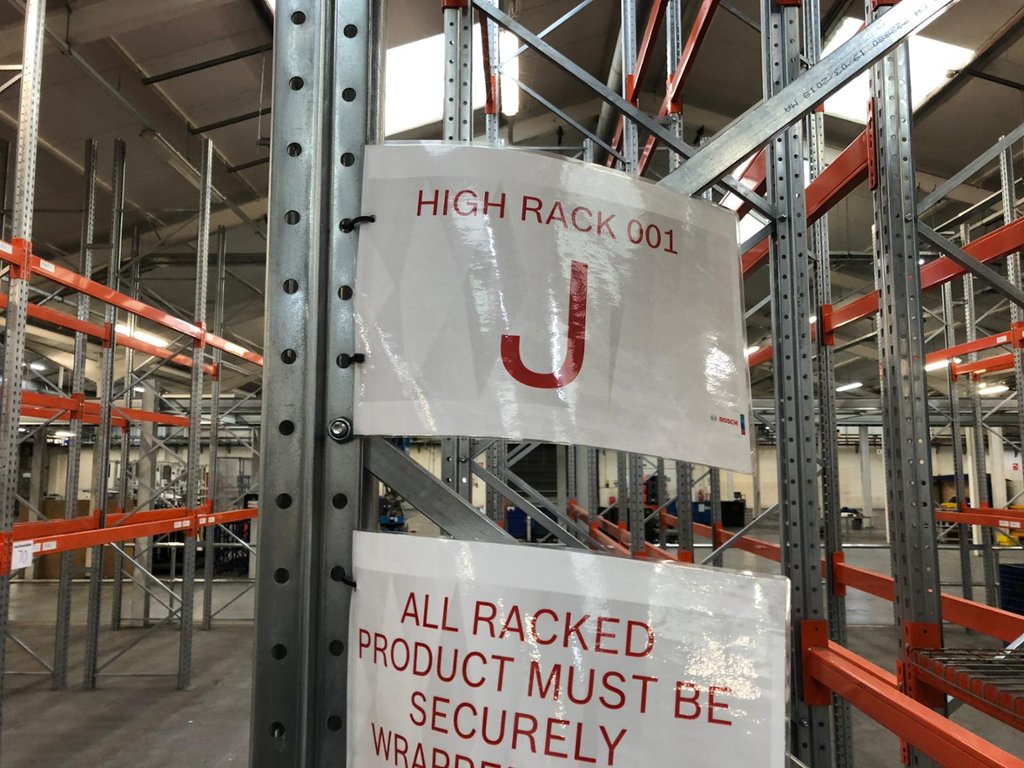 HIGH RACK 001
J
BOSCH
ALL RACKED
PRODUCT MUST BE
SECURELY